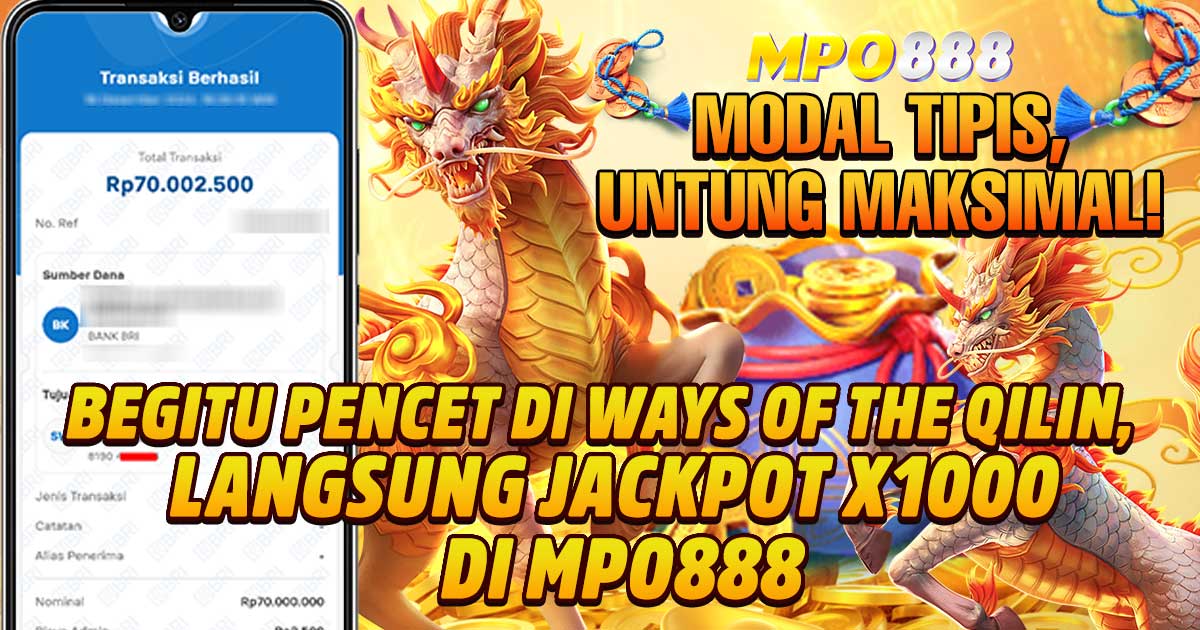 Transaksi Berhasil
Total Transaksi
Rp70.002.500
No. Ref
Sumber Dana
BK
BANK BRI
Tuju
8190
Jenis Transaksi
Catatan
Alias Penerima
-
Nominal
Rp70.000.000
MPO888
MODAL TIPIS,
UNTUNG MAKSIMAL!
BEGITU PENCET DI WAYS OF THE QILIN,
LANGSUNG JACKPOT X1000
DI MPO888